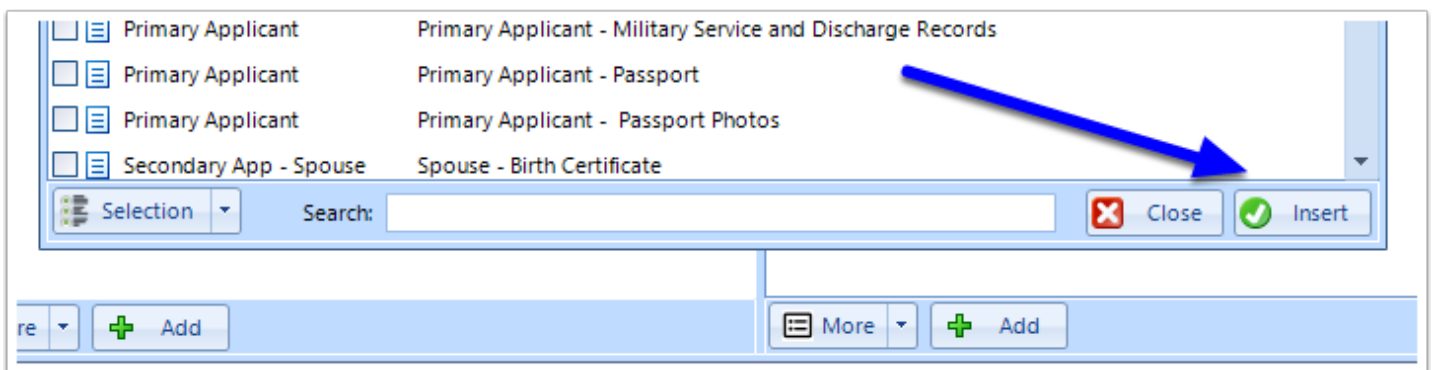 Primary Applicant Primary Applicant - Military Service and Discharge Records
Primary Applicant Primary Applicant - Passport
Primary Applicant Primary Applicant - Passport Photos
Secondary App - Spouse Spouse - Birth Certificate
Selection Search: Close Insert
re Add More Add